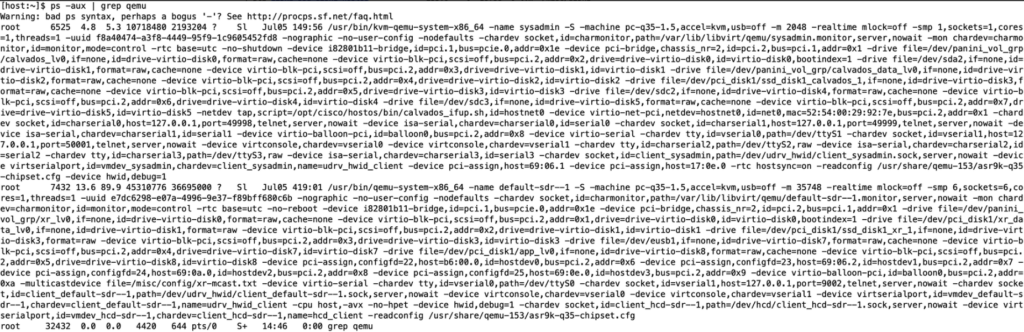 [host:~]$ ps -aux | grep qemu
Warning: bad ps syntax, perhaps a bogus '-'? See http://procps.sf.net/faq.html
root 6525 4.8 5.3 10718480 2193204 ? Sl Jul05 149:56 /usr/bin/kvm-qemu-system-x86_64 -name sysadmin -S -machine pc-q35-1.5,accel=kvm,usb=off -m 2048 -realtime mlock=off -smp 1,sockets=1,cores
=1,threads=1 -uuid f8a40474-a3f8-4449-95f9-1c9605452fd8 -nographic -no-user-config -nodefaults -chardev socket,id=charmonitor,path=/var/lib/libvirt/qemu/sysadmin.monitor,server,nowait -mon chardev=charmo
nitor,id=monitor,mode=control -rtc base=utc -no-shutdown -device i82801b11-bridge,id=pci.1,bus=pcie.0,addr=0x1e -device pci-bridge,chassis_nr=2,id=pci.2,bus=pci.1,addr=0x1 -drive file=/dev/panini_vol_grp
/calvados_lv0,if=none,id=drive-virtio-disk0,format=raw,cache=none -device virtio-blk-pci,scsi=off,bus=pci.2,addr=0x2,drive=drive-virtio-disk0,id=virtio-disk0,bootindex=1 -drive file=/dev/sda2,if=none,id=
drive-virtio-disk1,format=raw,cache=none -device virtio-blk-pci,scsi=off,bus=pci.2,addr=0x3,drive=drive-virtio-disk1,id=virtio-disk1 -drive file=/dev/panini_vol_grp/calvados_data_lv0,if=none,id=drive-vir
tio-disk2,format=raw,cache=none -device virtio-blk-pci,scsi=off,bus=pci.2,addr=0x4,drive=drive-virtio-disk2,id=virtio-disk2 -drive file=/dev/pci_disk1/ssd_disk1_calvados_1,if=none,id=drive-virtio-disk3,f
ormat=raw,cache=none -device virtio-blk-pci,scsi=off,bus=pci.2,addr=0x5,drive=drive-virtio-disk3,id=virtio-disk3 -drive file=/dev/sdc2,if=none,id=drive-virtio-disk4,format=raw,cache=none -device virtio-b
lk-pci,scsi=off,bus=pci.2,addr=0x6,drive=drive-virtio-disk4,id=virtio-disk4 -drive file=/dev/sdc3,if=none,id=drive-virtio-disk5,format=raw,cache=none -device virtio-blk-pci,scsi=off,bus=pci.2,addr=0x7,dr
ive=drive-virtio-disk5,id=virtio-disk5 -netdev tap,script=/opt/cisco/hostos/bin/calvados_ifup.sh,id=hostnet0 -device virtio-net-pci,netdev=hostnet0,id=net0,mac=52:54:00:29:92:7e,bus=pci.2,addr=0x1 -chard
ev socket,id=charserial0,host=127.0.0.1,port=49998,telnet,server,nowait -device isa-serial,chardev=charserial0,id=serial0 -chardev socket,id=charserial1,host=127.0.0.1,port=49999,telnet,server,nowait -de
vice isa-serial,chardev=charserial1,id=serial1 -device virtio-balloon-pci,id=balloon0,bus=pci.2,addr=0x8 -device virtio-serial -chardev tty,id=vserial0,path=/dev/ttyS1 -chardev socket,id=vserial1,host=12
7.0.0.1,port=50001,telnet,server,nowait -device virtconsole,chardev=vserial0 -device virtconsole,chardev=vserial1 -chardev tty,id=charserial2,path=/dev/ttyS2,raw -device isa-serial,chardev=charserial2,id
=serial2 -chardev tty,id=charserial3,path=/dev/ttyS3,raw -device isa-serial,chardev=charserial3,id=serial3 -chardev socket,id=client_sysadmin,path=/dev/udrv_hwid/client_sysadmin.sock,server,nowait -devic
e virtserialport,id=vmdev_sysadmin,chardev=client_sysadmin,name=udrv_hwid_client -device pci-assign,host=69:06.1 -device pci-assign,host=17:0e.0 -rtc hostsync=on -readconfig /usr/share/qemu-153/asr9k-q35
-chipset.cfg -device hwid,debug=1
root 7432 13.6 89.9 45310776 36695000 ? Sl Jul05 419:01 /usr/bin/qemu-system-x86_64 -name default-sdr--1 -S -machine pc-q35-1.5,accel=kvm,usb=off -m 35748 -realtime mlock=off -smp 6,sockets=6,co
res=1,threads=1 -uuid e7dc6298-e07a-4996-9e37-f89bff680c6b -nographic -no-user-config -nodefaults -chardev socket,id=charmonitor,path=/var/lib/libvirt/qemu/default-sdr--1.monitor,server,nowait -mon charde
v=charmonitor,id=monitor,mode=control -rtc base=utc -no-reboot -device i82801b11-bridge,id=pci.1,bus=pcie.0,addr=0x1e -device pci-bridge,chassis_nr=2,id=pci.2,bus=pci.1,addr=0x1 -drive file=/dev/panini_
vol_grp/xr_lv0,if=none,id=drive-virtio-disk0,format=raw,cache=none -device virtio-blk-pci,scsi=off,bus=pci.2,addr=0x1,drive=drive-virtio-disk0,id=virtio-disk0,bootindex=1 -drive file=/dev/pci_disk1/xr_da
ta_lv0,if=none,id=drive-virtio-disk1,format=raw -device virtio-blk-pci,scsi=off,bus=pci.2,addr=0x2,drive=drive-virtio-disk1,id=virtio-disk1 -drive file=/dev/pci_disk1/ssd_disk1_xr_1,if=none,id=drive-virt
io-disk3,format=raw -device virtio-blk-pci,scsi=off,bus=pci.2,addr=0x3,drive=drive-virtio-disk3,id=virtio-disk3 -drive file=/dev/eusb1,if=none,id=drive-virtio-disk7,format=raw,cache=none -device virtio-b
lk-pci,scsi=off,bus=pci.2,addr=0x4,drive=drive-virtio-disk7,id=virtio-disk7 -drive file=/dev/pci_disk1/app_lv0,if=none,id=drive-virtio-disk8,format=raw,cache=none -device virtio-blk-pci,scsi=off,bus=pci.
2,addr=0x5,drive=drive-virtio-disk8,id=virtio-disk8 -device pci-assign,configfd=22,host=b6:00.0,id=hostdev0,bus=pci.2,addr=0x6 -device pci-assign,configfd=23,host=69:06.2,id=hostdev1,bus=pci.2,addr=0x7 -
device pci-assign,configfd=24,host=69:0a.0,id=hostdev2,bus=pci.2,addr=0x8 -device pci-assign,configfd=25,host=69:0e.0,id=hostdev3,bus=pci.2,addr=0x9 -device virtio-balloon-pci,id=balloon0,bus=pci.2,addr=
0xa -multicastdevice file=/misc/config/xr-mcast.txt -device virtio-serial -chardev tty,id=vserial0,path=/dev/ttyS0 -chardev socket,id=vserial1,host=127.0.0.1,port=9002,telnet,server,nowait -chardev socke
t,id=client_default-sdr--1,path=/dev/udrv_hwid/client_default-sdr--1.sock,server,nowait -device virtconsole,chardev=vserial0 -device virtconsole,chardev=vserial1 -device virtserialport,id=vmdev_default-s
dr--1,chardev=client_default-sdr--1,name=udrv_hwid_client -cpu host,-avx -no-hpet -device hwid,debug=1 -chardev socket,id=client_hcd-sdr--1,path=/dev/hcd/client_hcd-sdr--1.sock,server,nowait -device virt
serialport,id=vmdev_hcd-sdr--1,chardev=client_hcd-sdr--1,name=hcd_client -readconfig /usr/share/qemu-153/asr9k-q35-chipset.cfg
root 32432 0.0 0.0 4420 644 pts/0 S+ 14:46 0:00 grep qemu